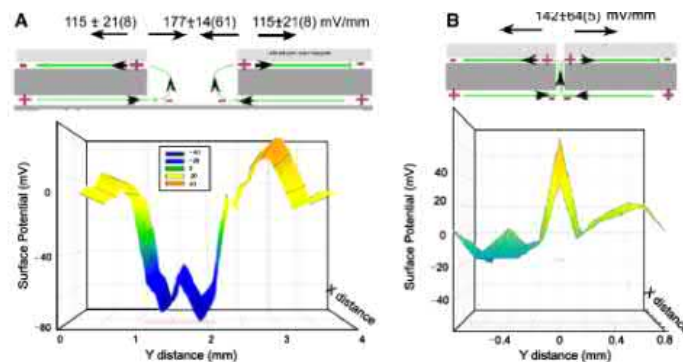 A
115 ± 21(8) 177±14(61) 115±21(8) mV/mm
- + + -
+ - - +
Surface Potential (mV)
0
-40
-80
0 1 2 3 4
Y distance (mm)
X distance
B
142±64(5) mV/mm
- + + -
+ - - +
Surface Potential (mV)
40
20
0
-20
-40
-0.4 0 0.4 0.8
Y distance (mm)
X distance